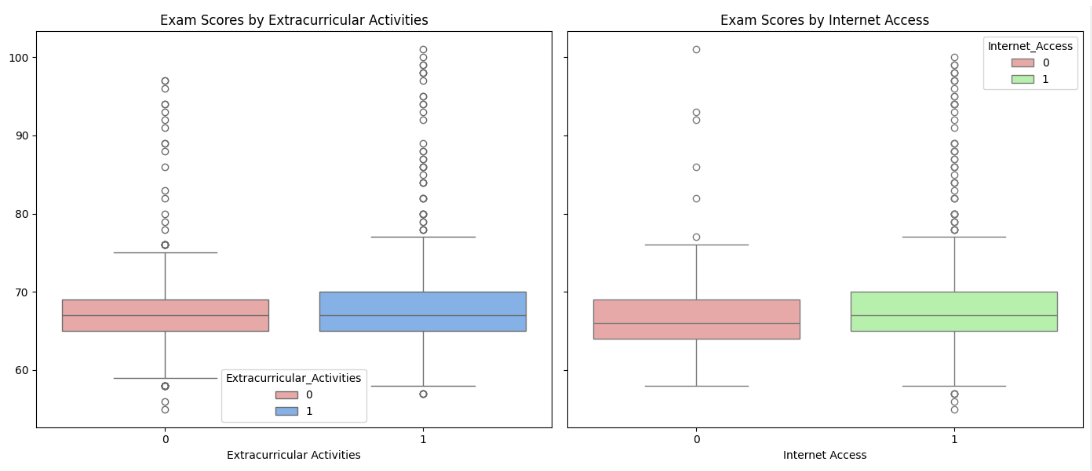 Exam Scores by Extracurricular Activities
100
90
80
70
60
Extracurricular_Activities
0
1
0 1
Extracurricular Activities
Exam Scores by Internet Access
Internet_Access
0
1
0 1
Internet Access